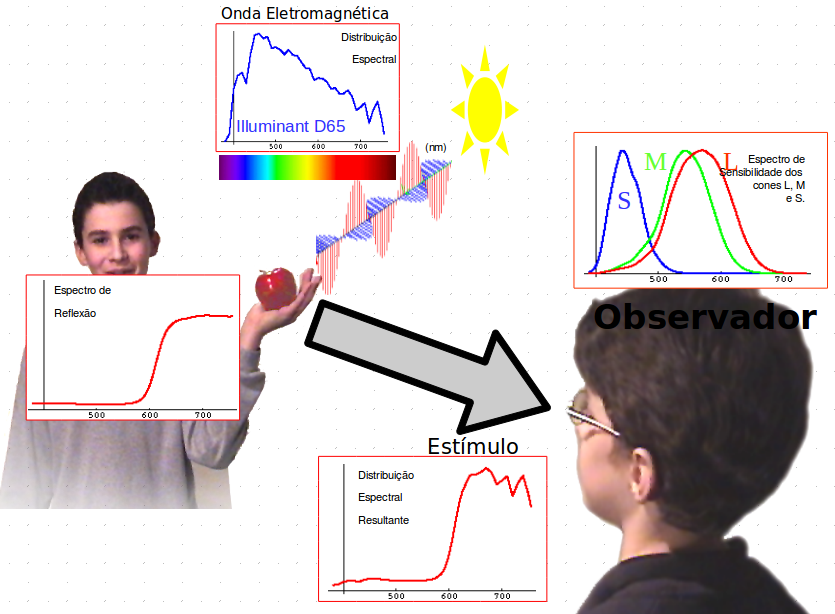 Onda Eletromagnética
Distribuição
Espectral
Illuminant D65
500 600 700
(nm)
M
L
S
Espectro de
Sensibilidade dos
cones L, M
e S.
500 600 700
Espectro de
Reflexão
500 600 700
Observador
Estímulo
Distribuição
Espectral
Resultante
500 600 700